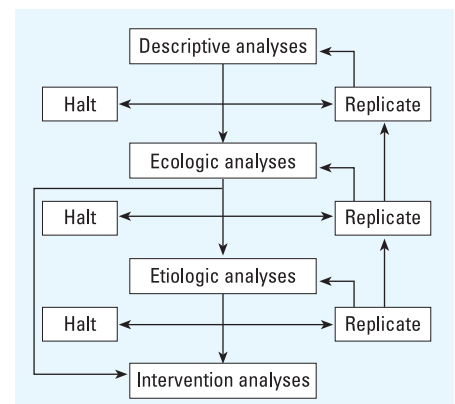 Descriptive analyses
Halt
Replicate
Ecologic analyses
Halt
Replicate
Etiologic analyses
Halt
Replicate
Intervention analyses